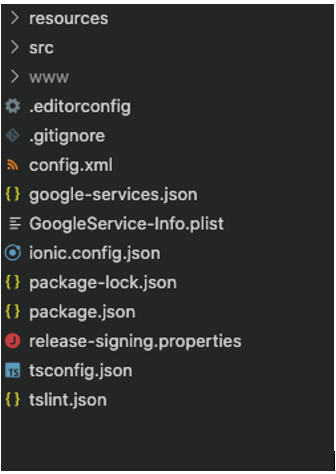 resources
src
www
.editorconfig
.gitignore
config.xml
google-services.json
GoogleService-Info.plist
ionic.config.json
package-lock.json
package.json
release-signing.properties
tsconfig.json
tslint.json